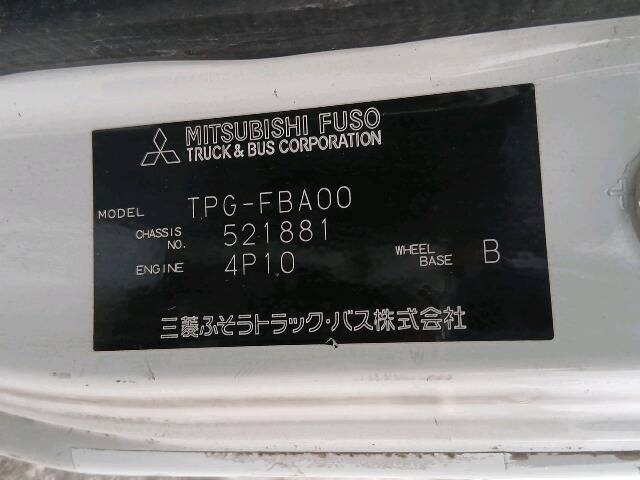 MITSUBISHI FUSO
TRUCK & BUS CORPORATION
MODEL TPG-FBA00
CHASSIS NO. 521881
ENGINE 4P10
WHEEL BASE B
三菱ふそうトラック・バス株式会社